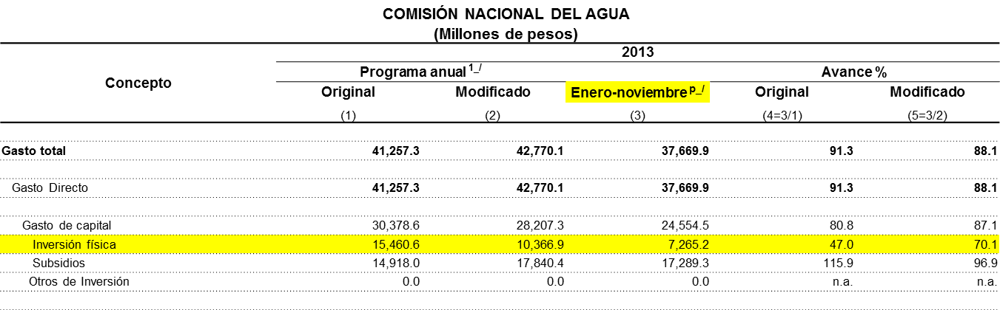 COMISIÓN NACIONAL DEL AGUA
(Millones de pesos)
2013
Concepto Programa anual 1_/ Avance %
Original Modificado Enero-noviembre p_/ Original Modificado
(1) (2) (3) (4=3/1) (5=3/2)
Gasto total 41,257.3 42,770.1 37,669.9 91.3 88.1
Gasto Directo 41,257.3 42,770.1 37,669.9 91.3 88.1
Gasto de capital 30,378.6 28,207.3 24,554.5 80.8 87.1
Inversión física 15,460.6 10,366.9 7,265.2 47.0 70.1
Subsidios 14,918.0 17,840.4 17,289.3 115.9 96.9
Otros de Inversión 0.0 0.0 0.0 n.a. n.a.